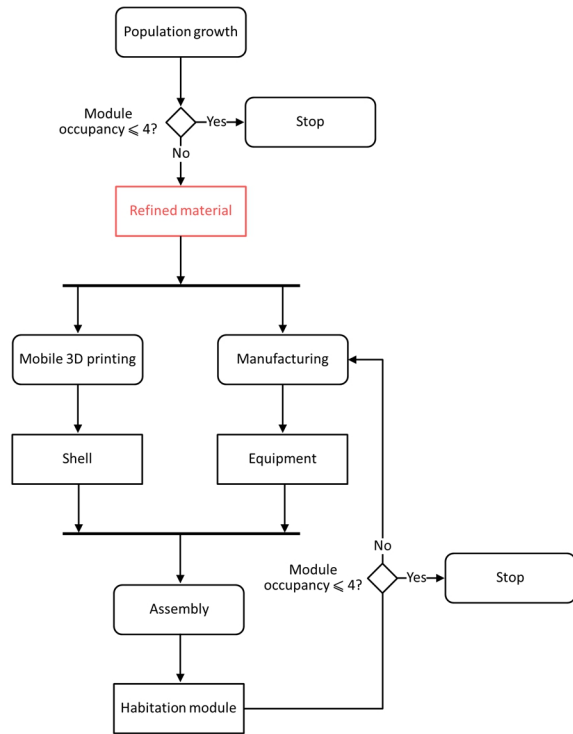 Population growth
Module
occupancy ⩽ 4?
Yes
Stop
No
Refined material
Mobile 3D printing
Manufacturing
Shell
Equipment
No
Module
occupancy ⩽ 4?
Yes
Stop
Assembly
Habitation module